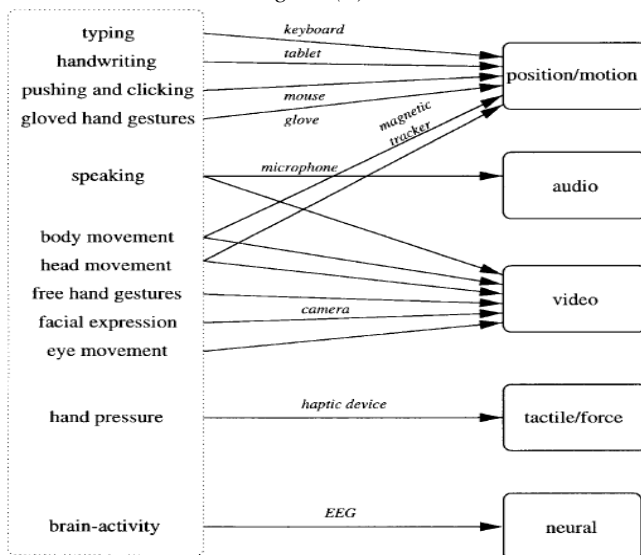 typing
keyboard
handwriting
tablet
position/motion
pushing and clicking
mouse
gloved hand gestures
glove
magnetic
tracker
speaking
microphone
audio
body movement
head movement
free hand gestures
video
facial expression
camera
eye movement
hand pressure
haptic device
tactile/force
brain-activity
EEG
neural